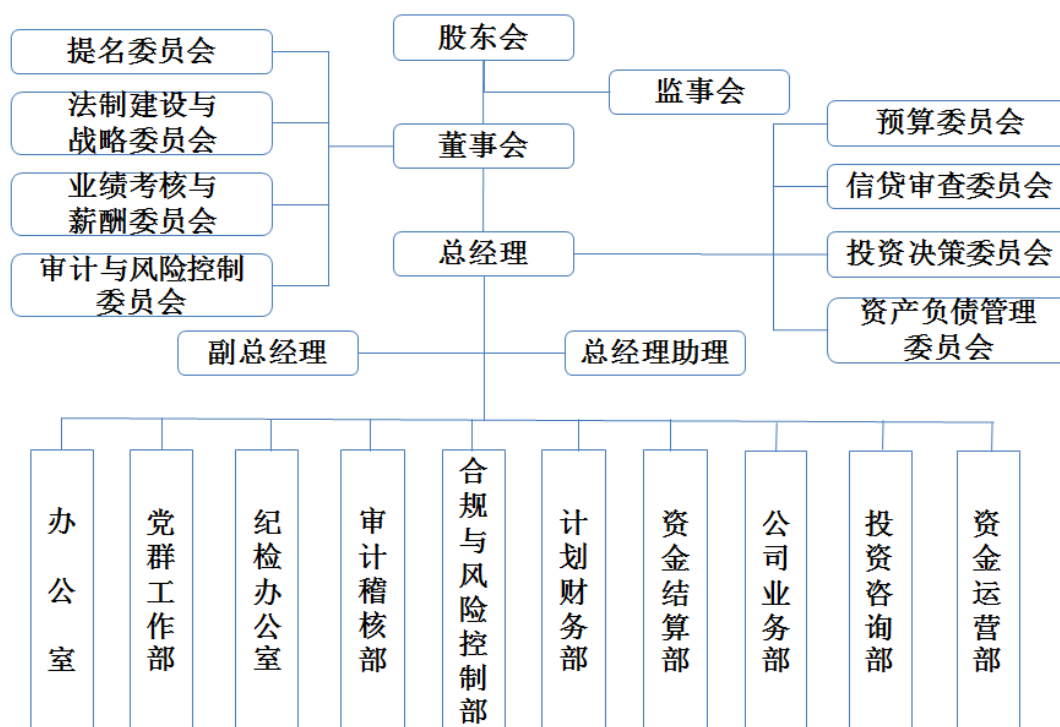 股东会
监事会
董事会
提名委员会
法制建设与
战略委员会
业绩考核与
薪酬委员会
审计与风险控制
委员会
总经理
预算委员会
信贷审查委员会
投资决策委员会
资产负债管理
委员会
副总经理
总经理助理
办公室
党群工作部
纪检办公室
审计稽核部
合规与风险控制部
计划财务部
资金结算部
公司业务部
投资咨询部
资金运营部